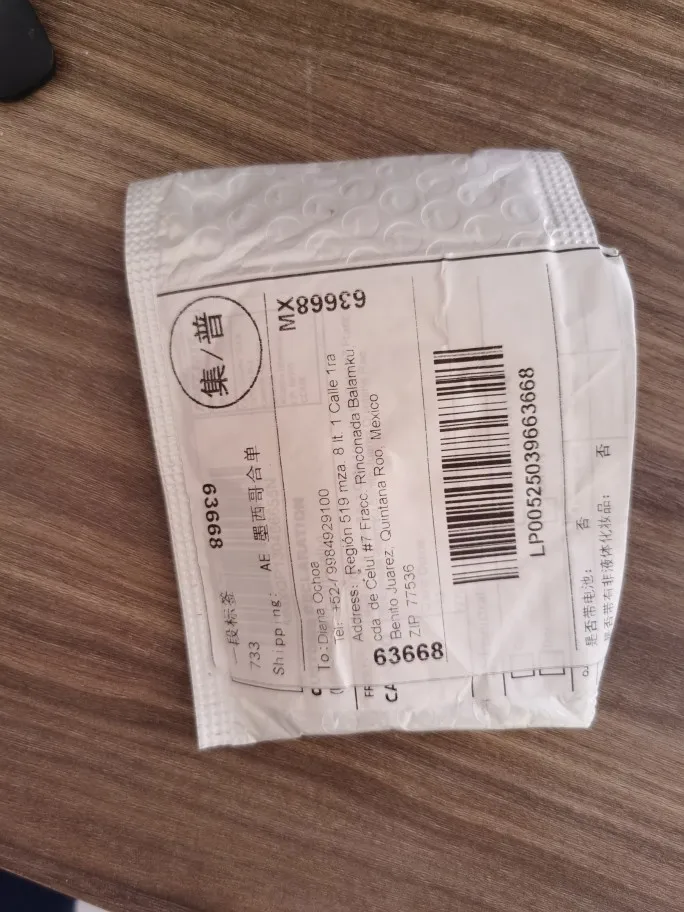 集/普
一段标签
63668
733
Shipping:
AE 墨西哥合单
MX
63668
To:Diana Ochoa
Tel: +52-/ 9984929100
Address: Región 519 mza. 8 lt. 1 Calle 1ra
cda. de Celul #7 Fracc. Rinconada Balamku
Benito Juarez, Quintana Roo, Mexico
ZIP 77536
63668
LP00525039663668
是否带电池: 否
是否带有非液体化妆品: 否